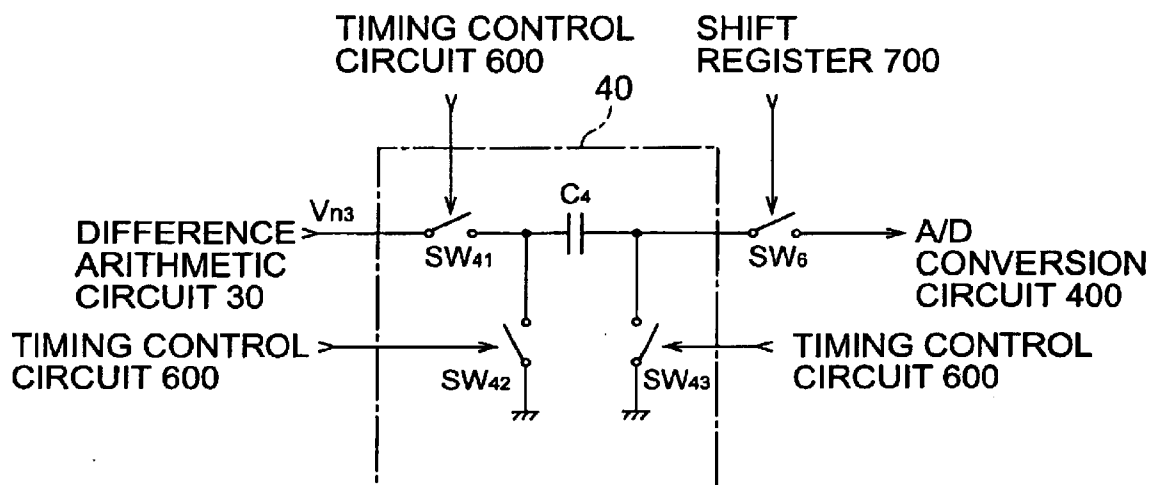 TIMING CONTROL
CIRCUIT 600
SHIFT
REGISTER 700
40
C4
Vn3
DIFFERENCE
ARITHMETIC
CIRCUIT 30
SW41
SW6
A/D
CONVERSION
CIRCUIT 400
TIMING CONTROL
CIRCUIT 600
SW42
SW43
TIMING CONTROL
CIRCUIT 600